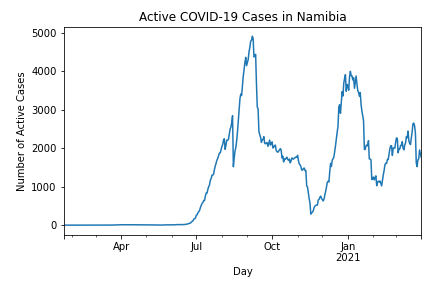 Active COVID-19 Cases in Namibia
Number of Active Cases
5000
4000
3000
2000
1000
0
Apr
Jul
Oct
Jan
2021
Day